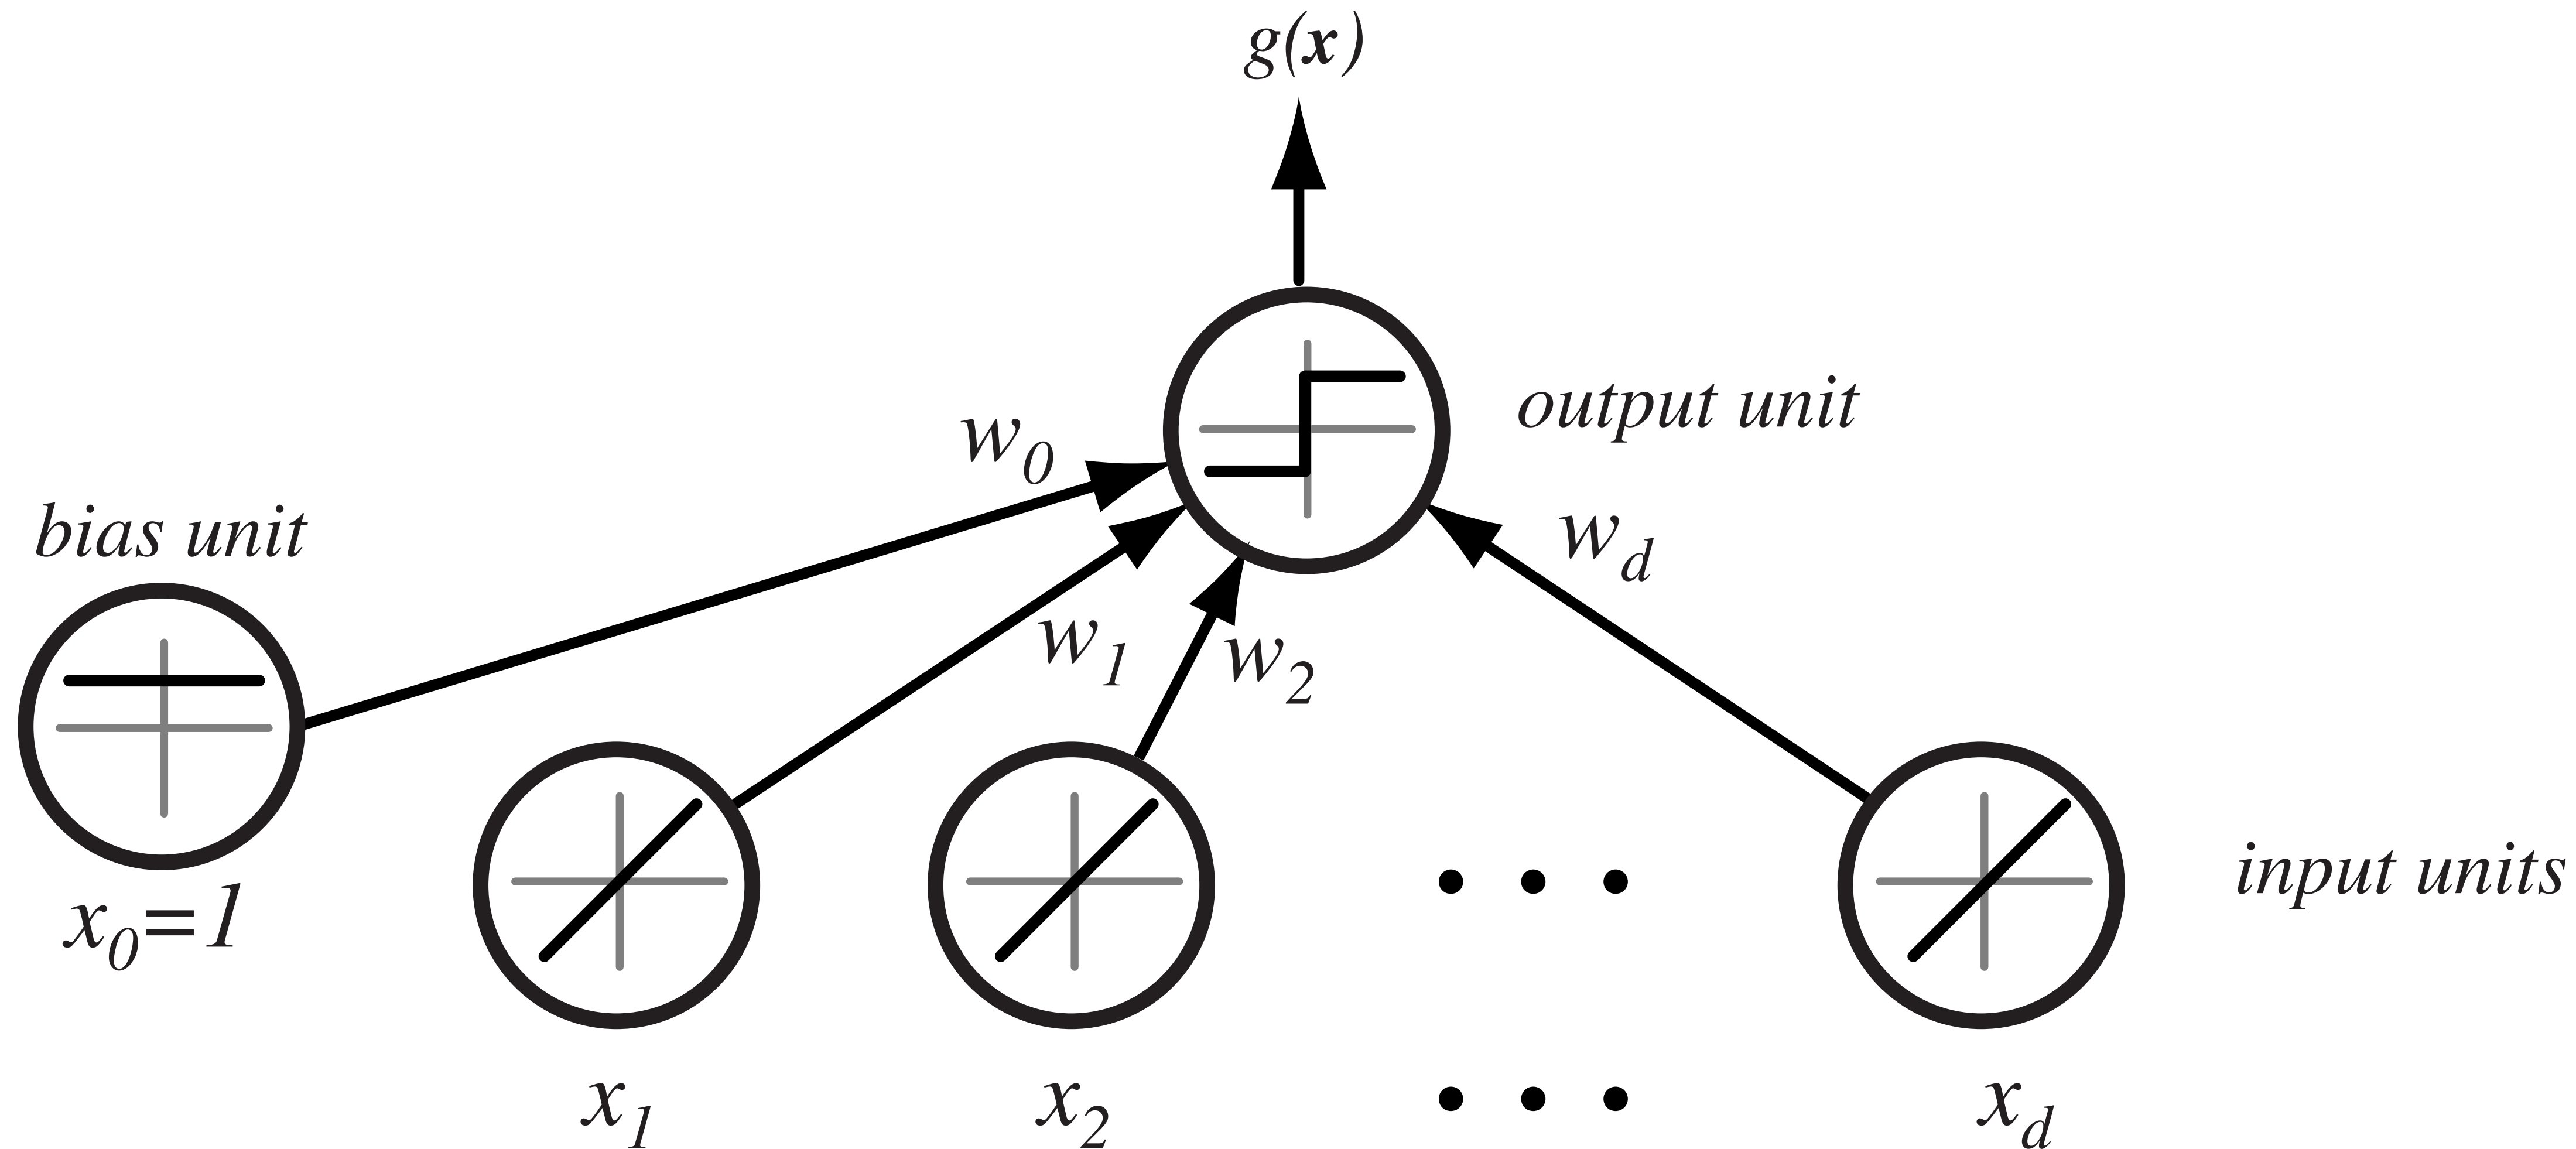 g(x)
output unit
w0
wd
bias unit
w1
w2
x0=1
input units
x1
x2
• • •
xd